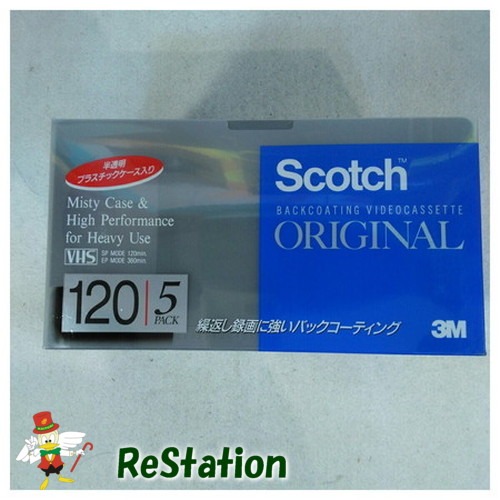 半透明
プラスチックケース入り
Misty Case &
High Performance
for Heavy Use
VHS SP MODE 120min.
EP MODE 360min.
120 5
PACK
Scotch™
BACKCOATING VIDEOCASSETTE
ORIGINAL
繰返し録画に強いバックコーティング
3M
ReStation